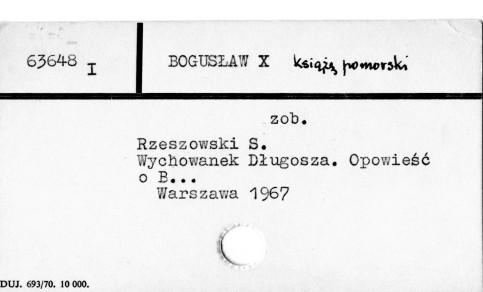 63648 I
BOGUSŁAW X książę pomorski
zob.
Rzeszowski S.
Wychowanek Długosza. Opowieść
o B...
Warszawa 1967
DUJ. 693/70. 10 000.